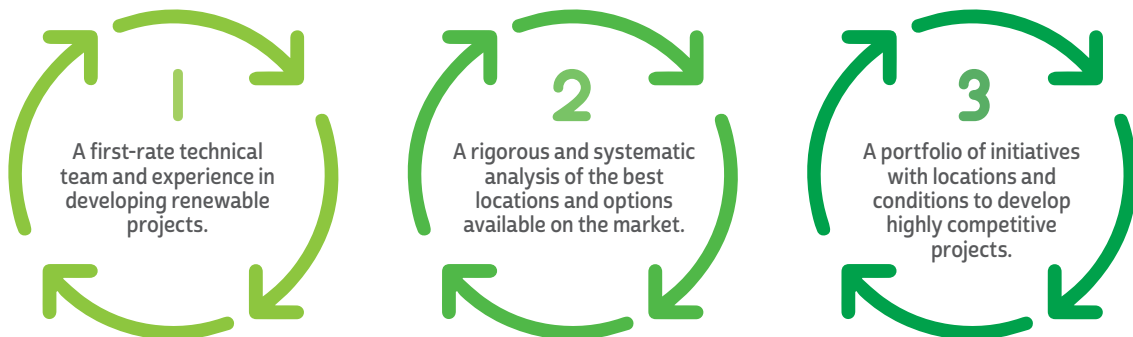 1
A first-rate technical
team and experience in
developing renewable
projects.
2
A rigorous and systematic
analysis of the best
locations and options
available on the market.
3
A portfolio of initiatives
with locations and
conditions to develop
highly competitive
projects.